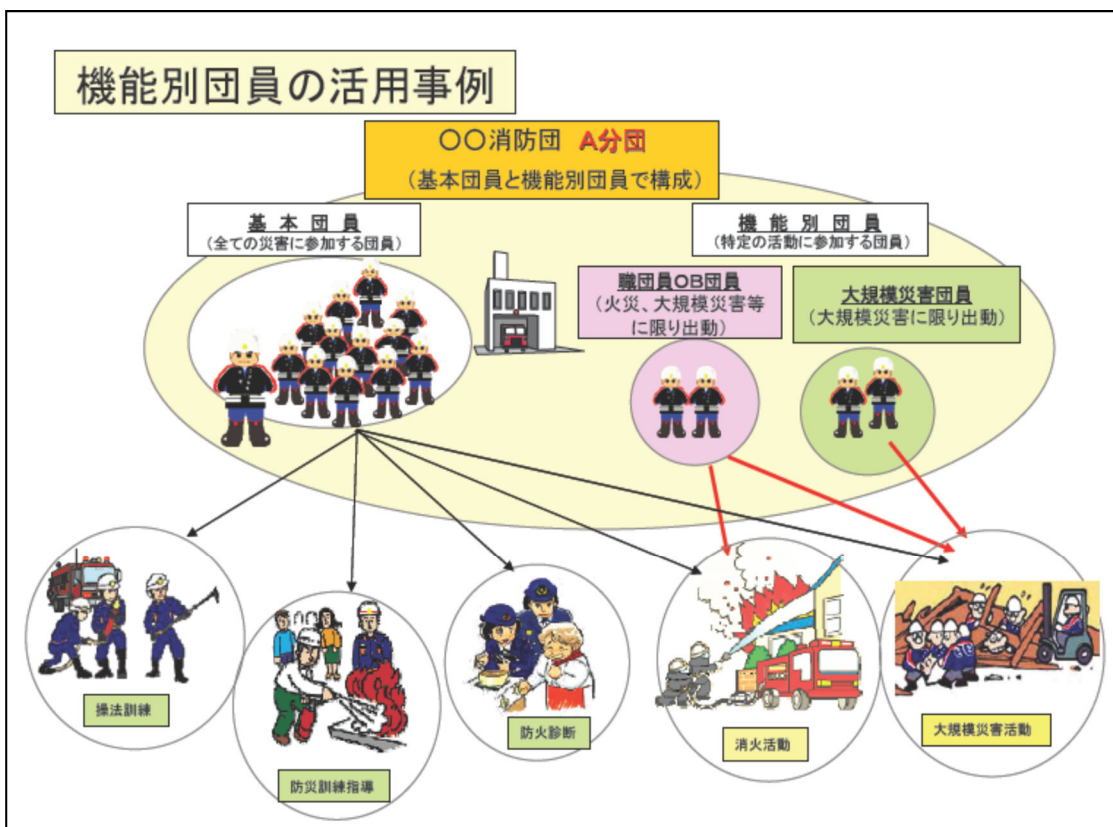 機能別団員の活用事例
〇〇消防団 A分団
（基本団員と機能別団員で構成）
基本団員
（全ての災害に参加する団員）
機能別団員
（特定の活動に参加する団員）
職団員OB団員
（火災、大規模災害等
に限り出動）
大規模災害団員
（大規模災害に限り出動）
操法訓練
防災訓練指導
防火診断
消火活動
大規模災害活動